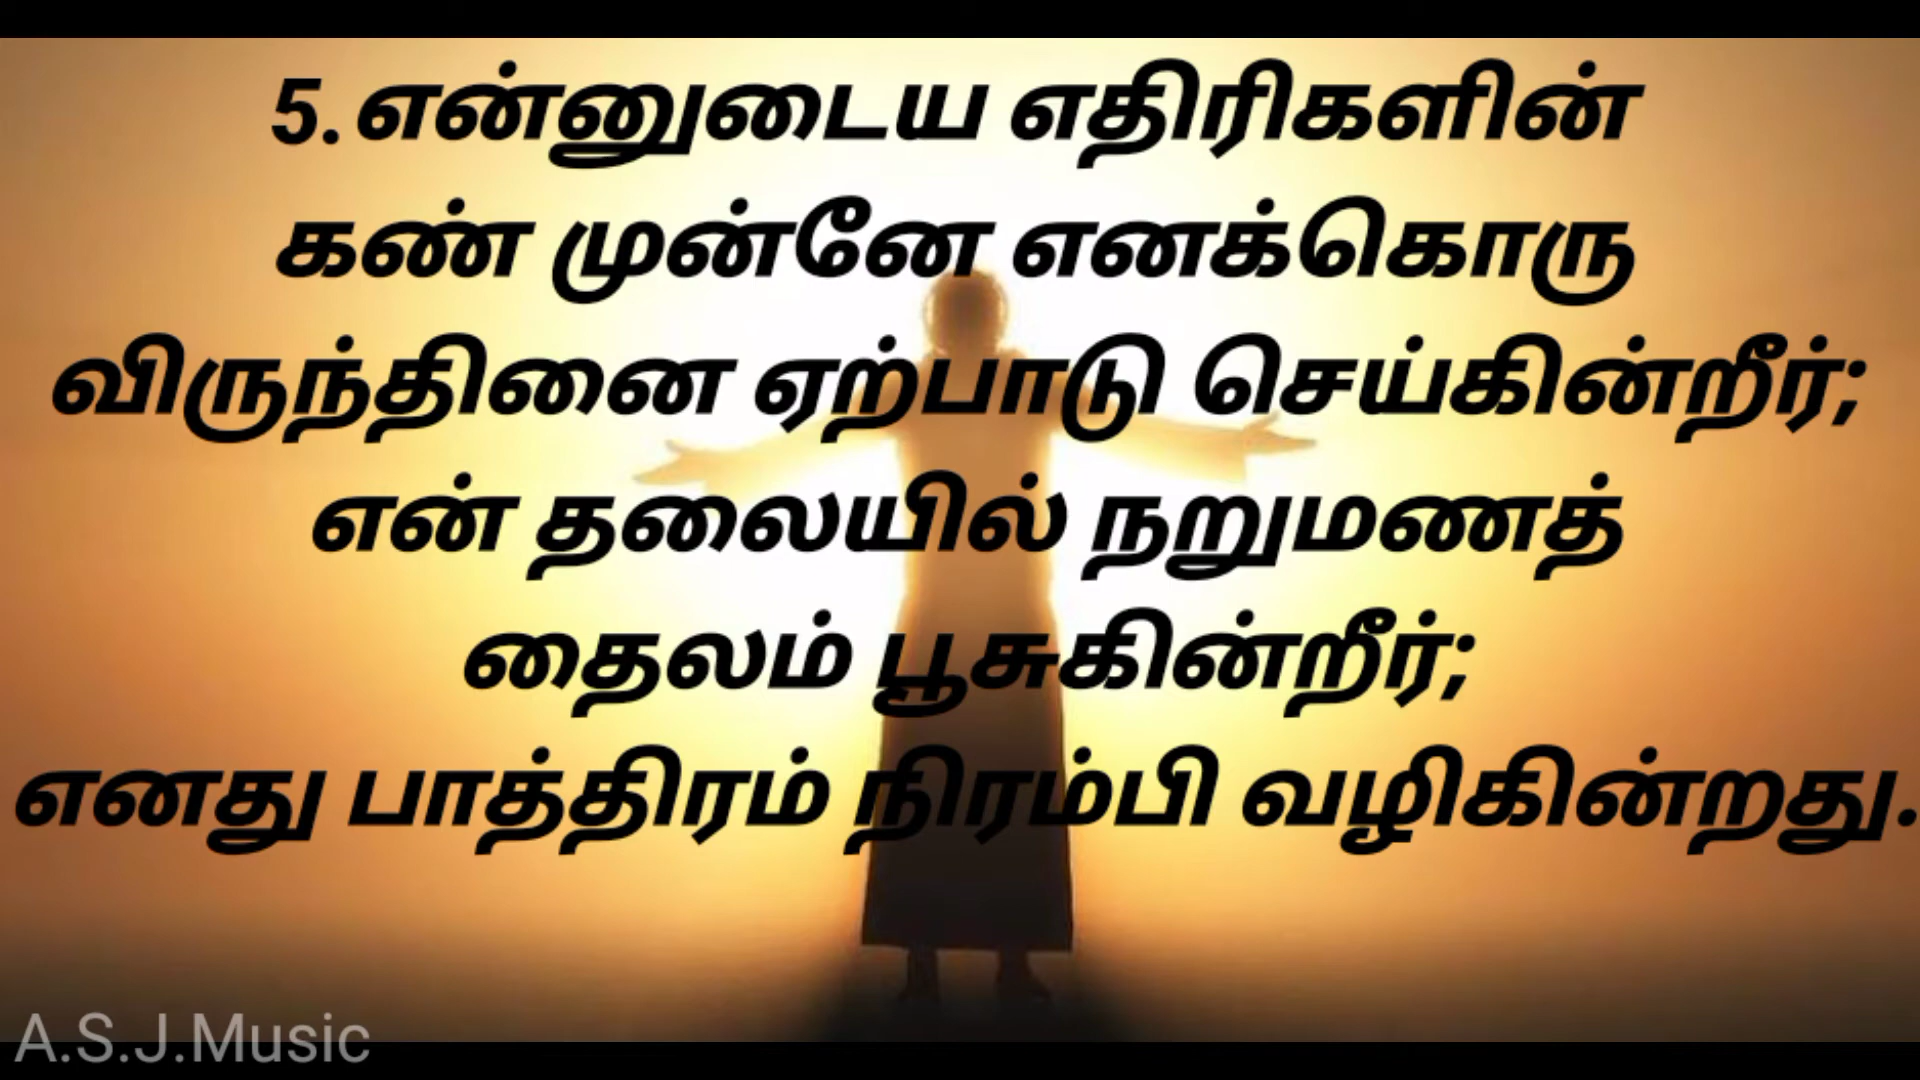 5.என்னுடைய எதிரிகளின்
கண் முன்னே எனக்கொரு
விருந்தினை ஏற்பாடு செய்கின்றீர்;
என் தலையில் நறுமணத்
தைலம் பூசுகின்றீர்;
எனது பாத்திரம் நிரம்பி வழிகின்றது.
A.S.J.Music